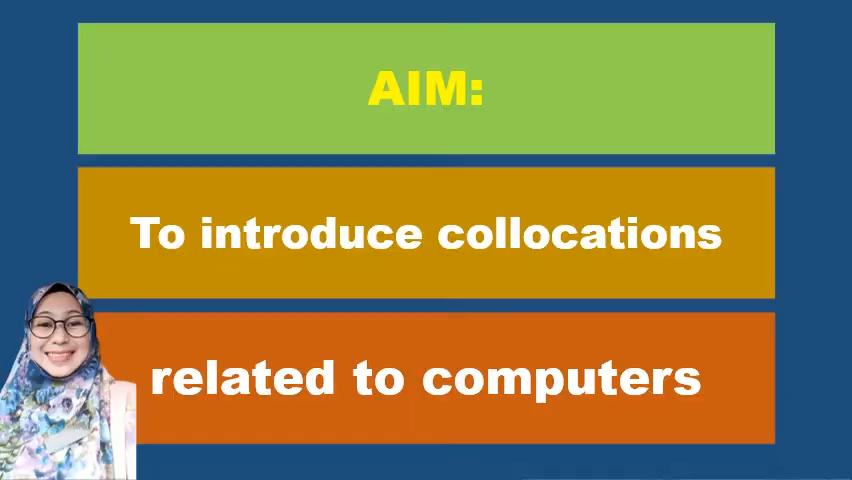 AIM:
To introduce collocations
related to computers